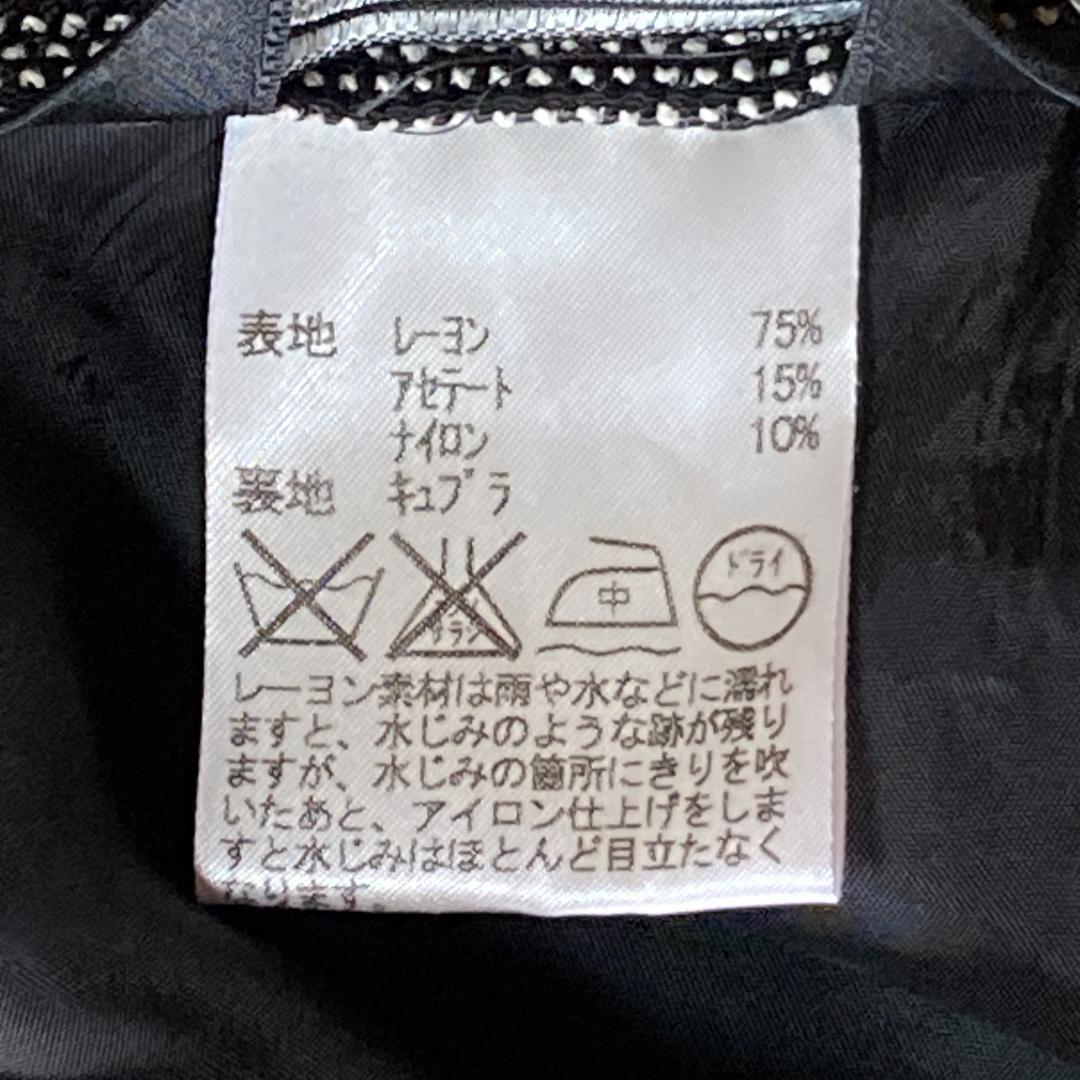 表地 レーヨン 75%
アセテート 15%
ナイロン 10%
裏地 キュプラ
中 ドライ
レーヨン素材は雨や水などに濡れ
ますと、水じみのような跡が残り
ますが、水じみの箇所にきりを吹
いたあと、アイロン仕上げをしま
すと水じみはほとんど目立たなく
なります。